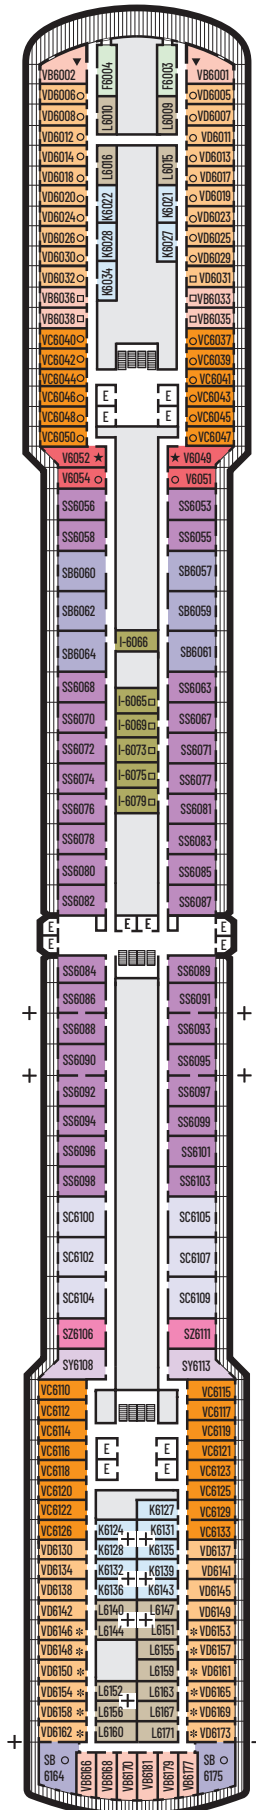 VB6002 F6004 F6003 VB6001
VD6006 L6010 L6009 VD6005
VD6008 VD6007
VD6012 VD6011
VD6014 L6016 L6015 VD6013
VD6018 VD6017
VD6020 K6022 K6021 VD6019
VD6024 VD6023
VD6026 K6028 K6027 VD6025
VD6030 VD6029
VD6032 K6034 VD6031
VB6036 VB6033
VB6038 VB6035
VC6040 VC6037
VC6042 VC6039
VC6044 VC6041
VC6046 E E VC6043
VC6048 E E VC6045
VC6050 VC6047
V6052 ★ ★ V6049
V6054 V6051
SS6056 SS6053
SS6058 SS6055
SB6060 SB6057
SB6062 SB6059
SB6064 I-6066 SB6061
SS6068 I-6065 SS6063
SS6070 I-6069 SS6067
SS6072 I-6073 SS6071
SS6074 I-6075 SS6077
SS6076 I-6079 SS6081
SS6078 SS6083
SS6080 SS6085
SS6082 SS6087
E E E E
E E
SS6084 SS6089
SS6086 SS6091
SS6088 SS6093
SS6090 SS6095
SS6092 SS6097
SS6094 SS6099
SS6096 SS6101
SS6098 SS6103
SC6100 SC6105
SC6102 SC6107
SC6104 SC6109
SZ6106 SZ6111
SY6108 SY6113
VC6110 VC6115
VC6112 VC6117
VC6114 VC6119
VC6116 E E VC6121
VC6118 E E VC6123
VC6120 VC6125
VC6122 K6127 VC6129
VC6126 K6124 K6131 VC6133
VD6130 K6128 K6135 VD6137
VD6134 K6132 K6139 VD6141
VD6138 K6136 K6143 VD6145
VD6142 L6140 L6147 VD6149
VD6146 * L6144 L6151 * VD6153
VD6148 * L6155 * VD6157
VD6150 * L6159 * VD6161
VD6154 * L6152 L6163 * VD6165
VD6158 * L6156 L6167 * VD6169
VD6162 * L6160 L6171 * VD6173
SB 6164 VB6166 VB6168 VB6170 VB6181 VB6179 VB6177 SB 6175